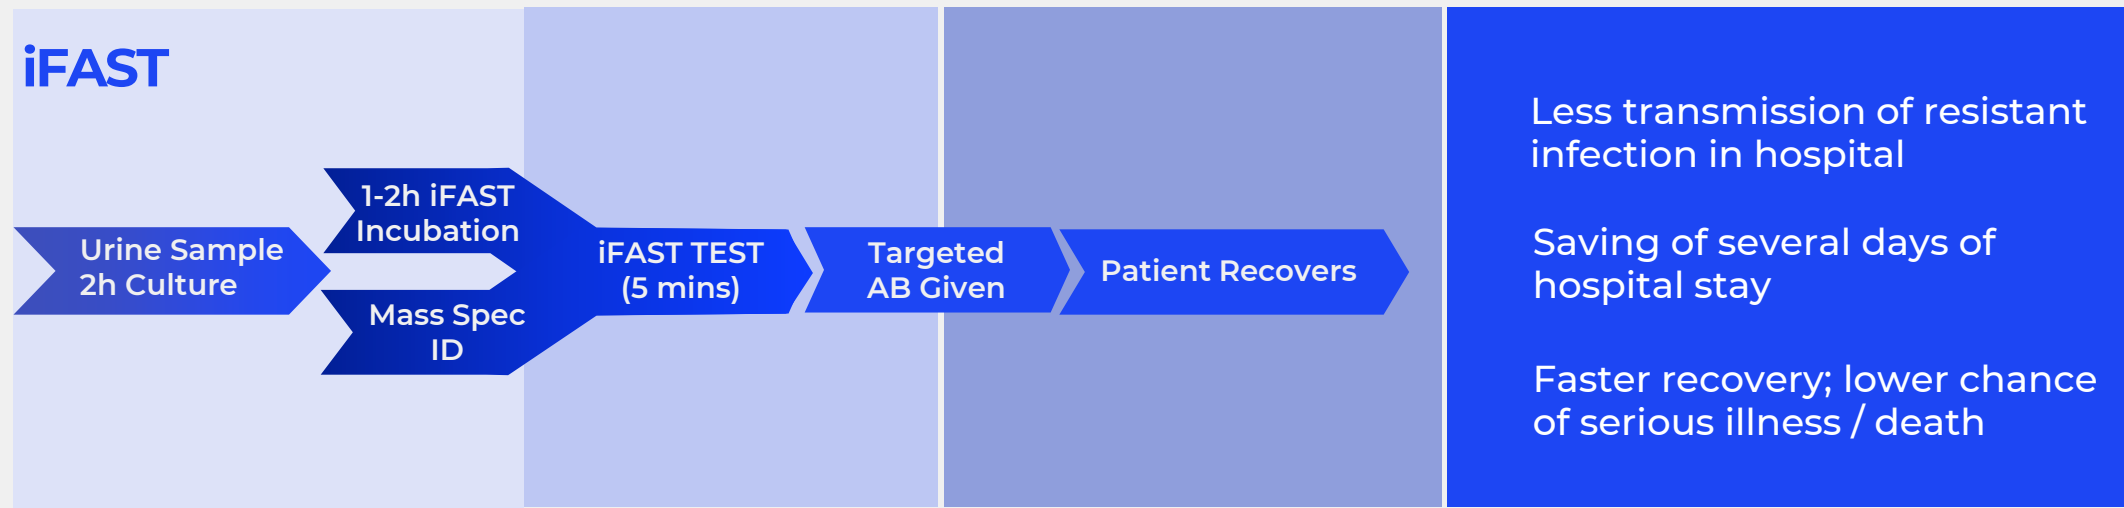 iFAST
Urine Sample
2h Culture
1-2h iFAST
Incubation
Mass Spec
ID
iFAST TEST
(5 mins)
Targeted
AB Given
Patient Recovers
Less transmission of resistant
infection in hospital
Saving of several days of
hospital stay
Faster recovery; lower chance
of serious illness / death